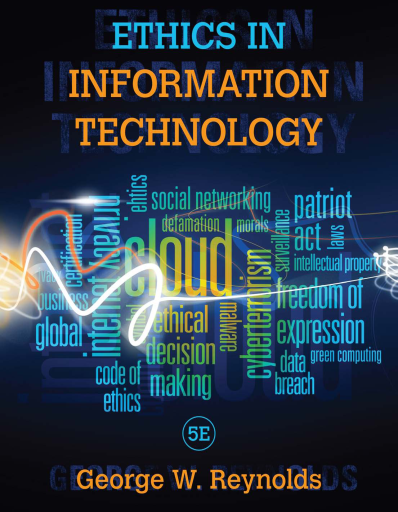 ETHICS IN
INFORMATION
TECHNOLOGY
ethics
social networking
patriot
act
laws
defamation
morals
surveillance
intellectual property
certification
internet privacy
cloud
business
global
ethical
decision
making
malware
cyberterrorism
freedom of
expression
green computing
data
breach
code of
ethics
5E
George W. Reynolds